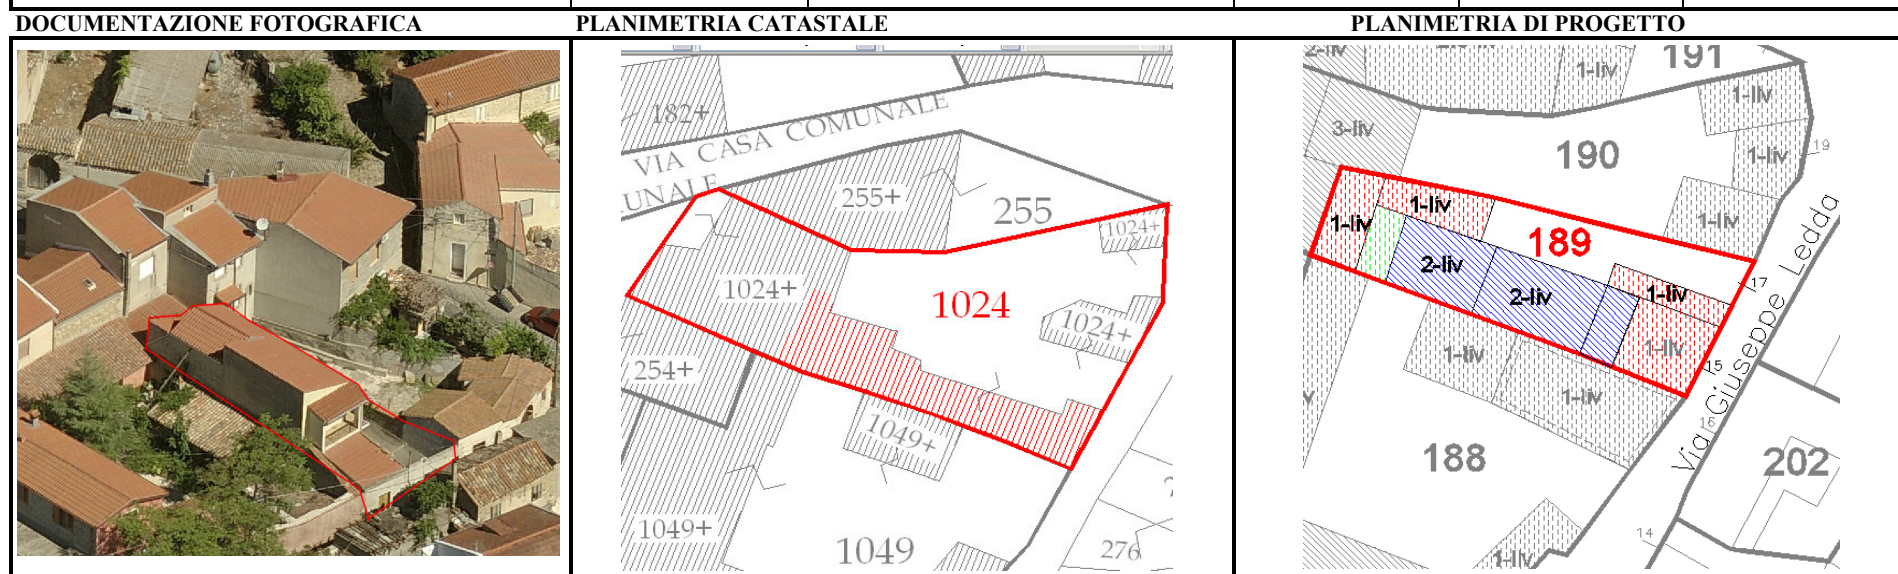 DOCUMENTAZIONE FOTOGRAFICA
PLANIMETRIA CATASTALE
PLANIMETRIA DI PROGETTO
182+
VIA CASA COMUNALE
UNALE
255+
255
1024+
1024+
1024
1024+
254+
1049+
1049+
1049
276
191
1-liv
1-liv
3-liv
190
1-liv
19
1-liv
1-liv
1-liv
189
2-liv
2-liv
1-liv
17
1-liv
1-liv
15
1-liv
16
Via Giuseppe Ledda
188
202
14
1-liv